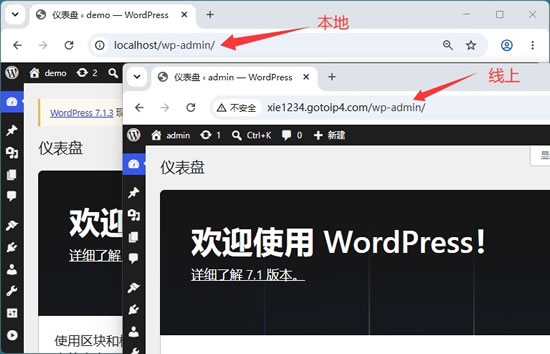 仪表盘 ‹ demo — WordPress
本地
localhost/wp-admin/
demo
2
仪表盘 ‹ admin — WordPress
线上
不安全
xie1234.gotoip4.com/wp-admin/
WordPress 7.1.3 现
admin
1
Ctrl+K
新建
仪表盘
仪表盘
欢迎
欢迎使用 WordPress！
详细了解 7.1 版本。
详细了解
使用区块和